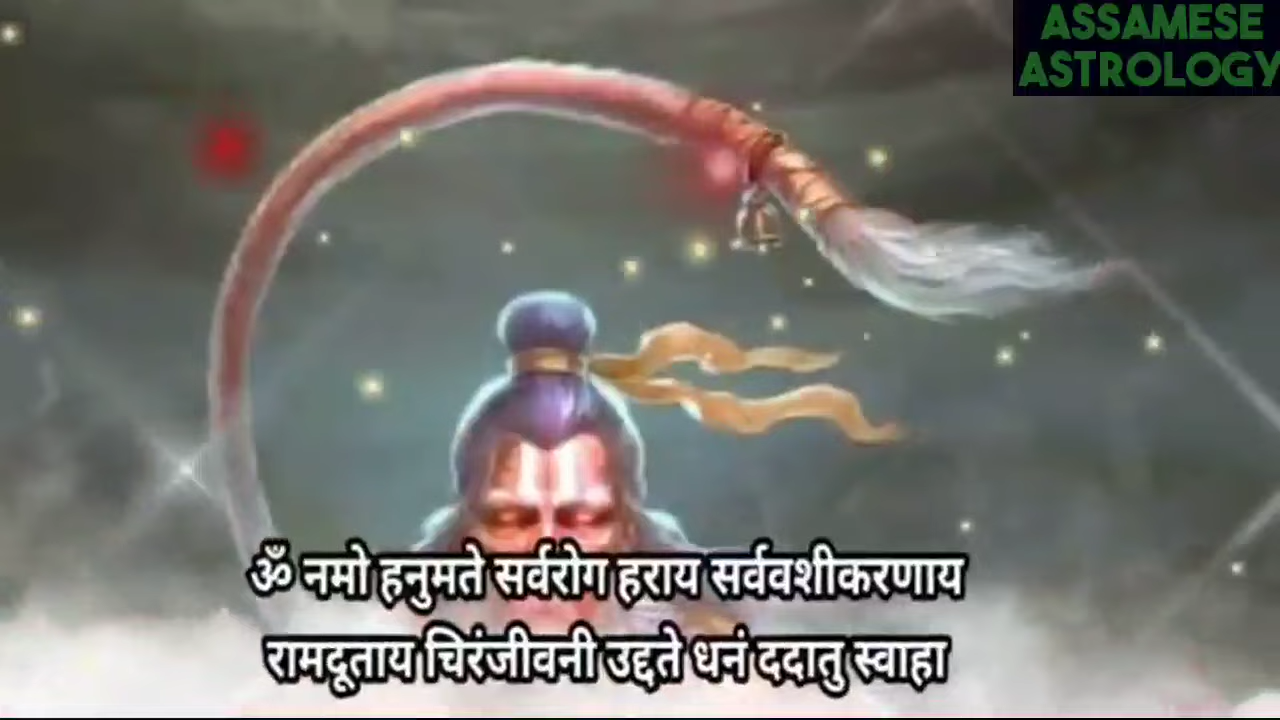 ASSAMESE
ASTROLOGY
ॐ नमो हनुमते सर्वरोग हराय सर्ववशीकरणाय
रामदूताय चिरंजीवनी उद्दते धनं ददातु स्वाहा